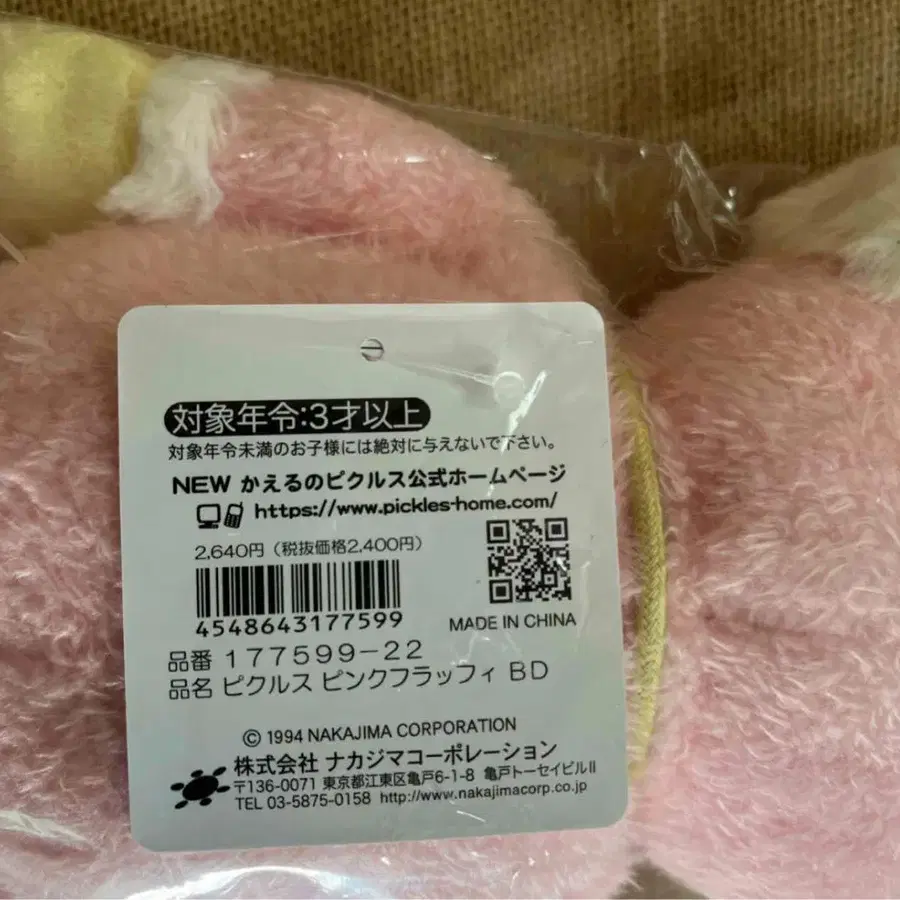 対象年令:3才以上
対象年令未満のお子様には絶対に与えないで下さい。
NEW かえるのピクルス公式ホームページ
https://www.pickles-home.com/
2,640円（税抜価格2,400円）
4548643177599
MADE IN CHINA
品番 177599-22
品名 ピクルス ピンクフラッフィ BD
© 1994 NAKAJIMA CORPORATION
株式会社 ナカジマコーポレーション
〒136-0071 東京都江東区亀戸6-1-8 亀戸トーセイビルⅡ
TEL 03-5875-0158 http://www.nakajimacorp.co.jp